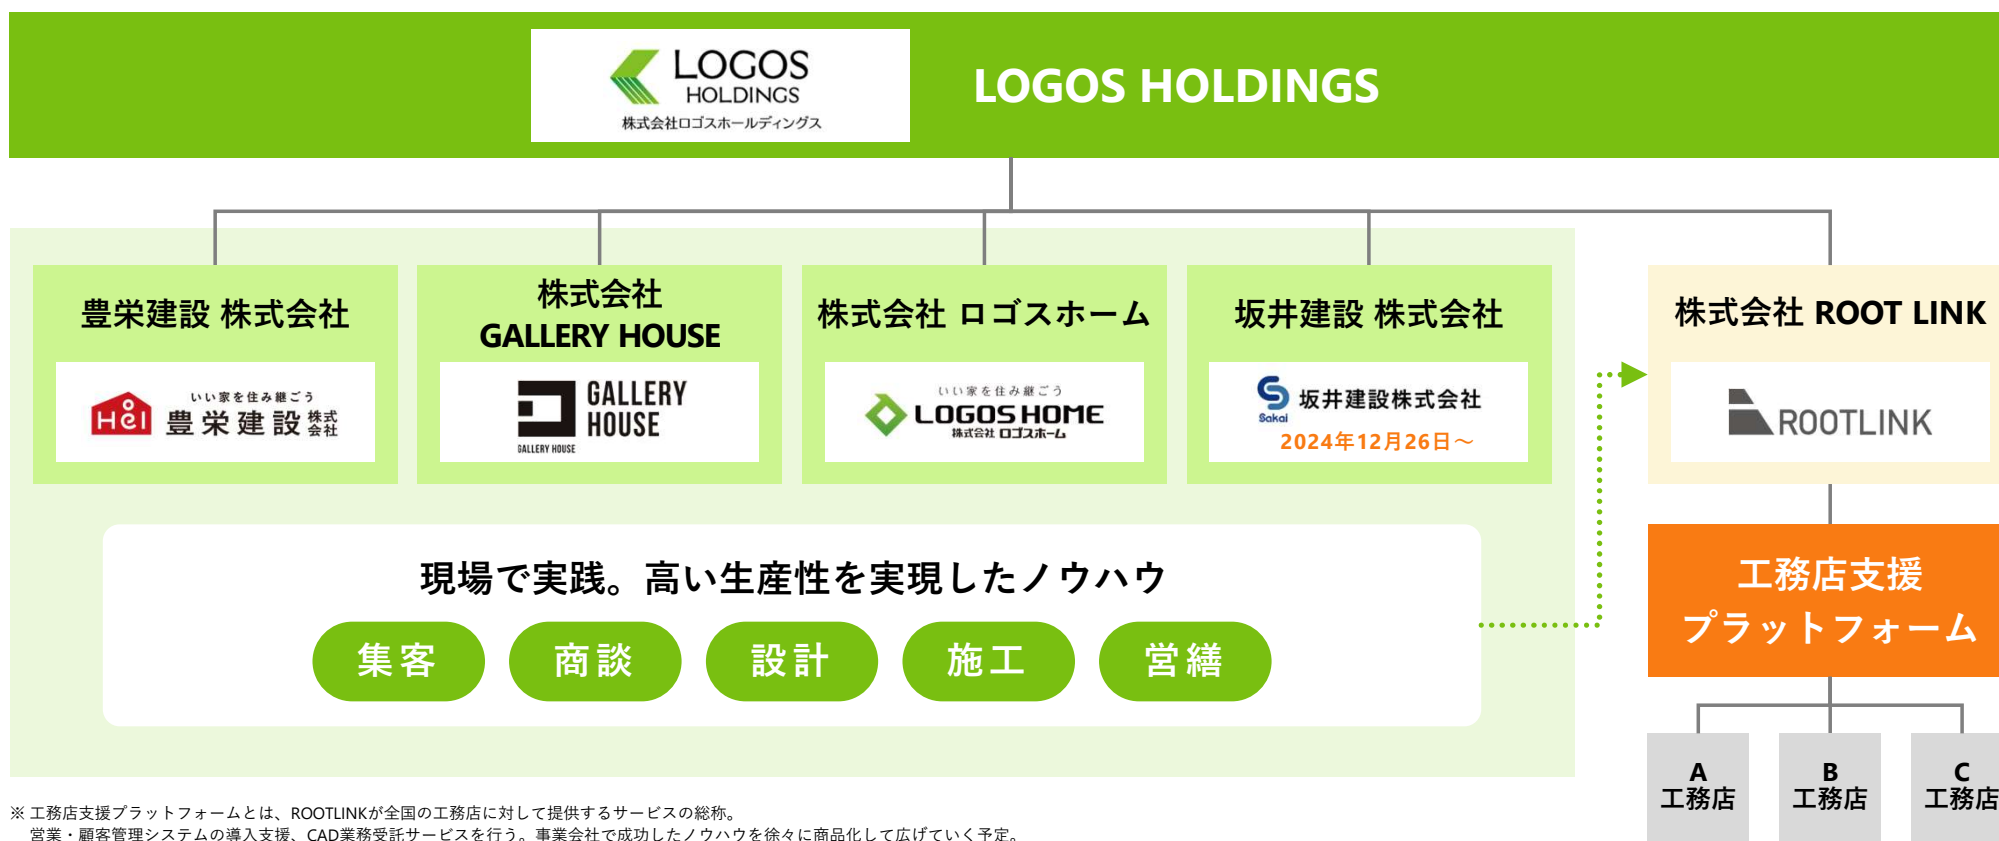 LOGOS
HOLDINGS
株式会社ロゴスホールディングス
LOGOS HOLDINGS
豊栄建設 株式会社
Hei
いい家を住み継ごう
豊栄建設 株式会社
株式会社
GALLERY HOUSE
GALLERY
HOUSE
GALLERY HOUSE
株式会社 ロゴスホーム
いい家を住み継ごう
LOGOS HOME
株式会社 ロゴスホーム
坂井建設 株式会社
Sakai
坂井建設株式会社
2024年12月26日～
株式会社 ROOT LINK
ROOTLINK
現場で実践。高い生産性を実現したノウハウ
集客
商談
設計
施工
営繕
工務店支援
プラットフォーム
A
工務店
B
工務店
C
工務店
※ 工務店支援プラットフォームとは、ROOTLINKが全国の工務店に対して提供するサービスの総称。
営業・顧客管理システムの導入支援、CAD業務受託サービスを行う。事業会社で成功したノウハウを徐々に商品化して広げていく予定。